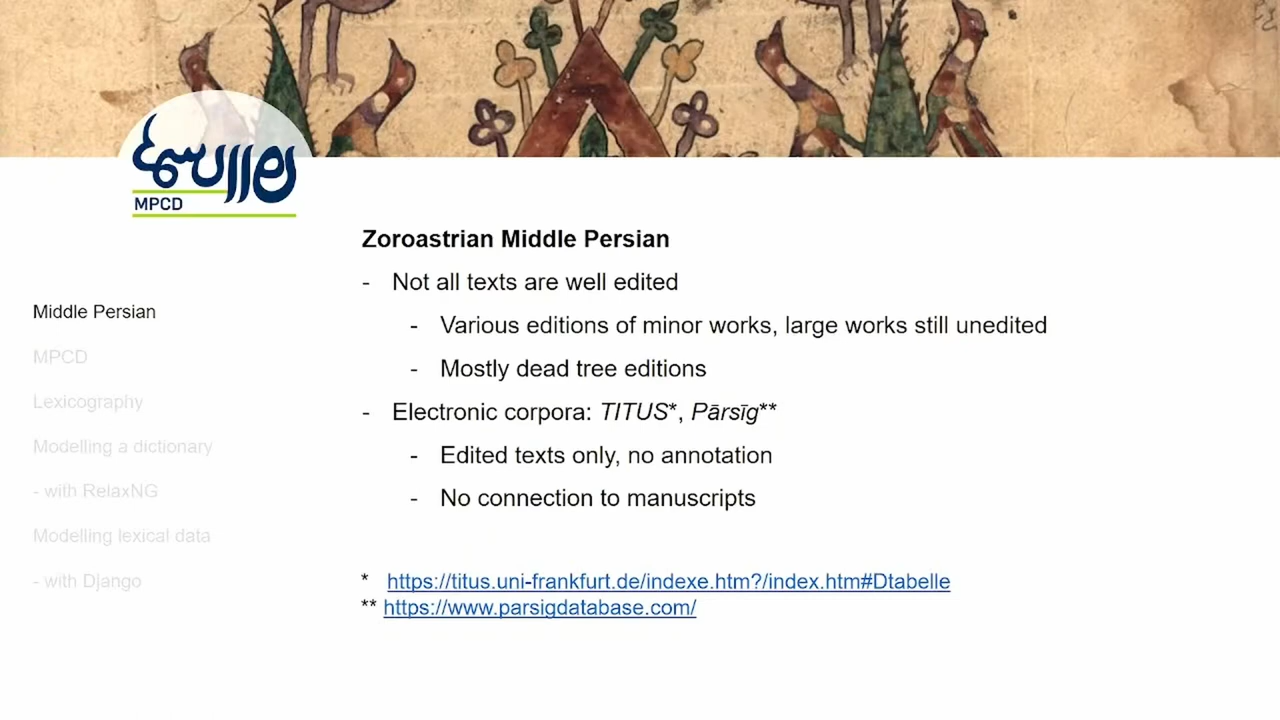 MPCD
Zoroastrian Middle Persian
- Not all texts are well edited
- Various editions of minor works, large works still unedited
- Mostly dead tree editions
- Electronic corpora: TITUS*, Pārsīg**
- Edited texts only, no annotation
- No connection to manuscripts
* https://titus.uni-frankfurt.de/indexe.htm?/index.htm#Dtabelle
** https://www.parsigdatabase.com/
Middle Persian
MPCD
Lexicography
Modelling a dictionary
- with RelaxNG
Modelling lexical data
- with Django